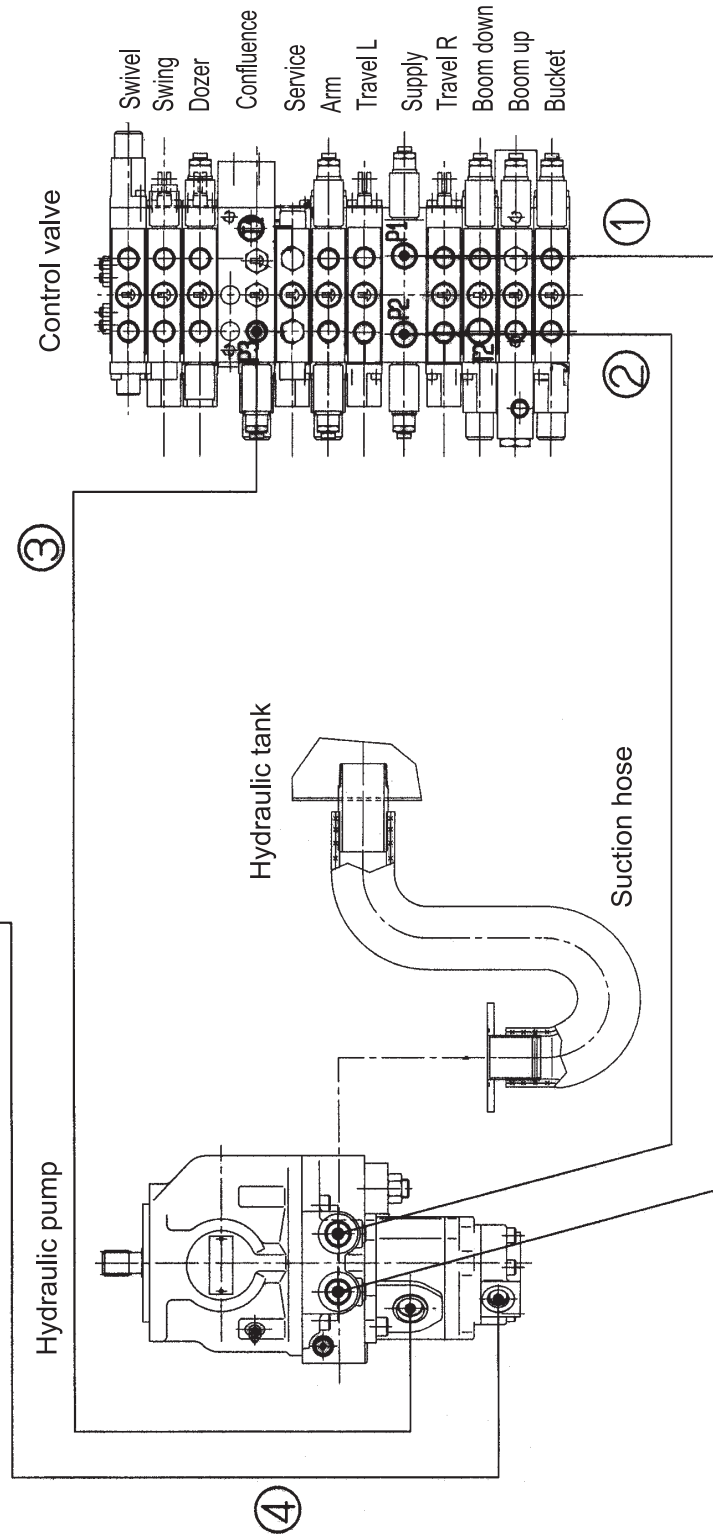 Control valve
Swivel
Swing
Dozer
Confluence
Service
Arm
Travel L
Supply
Travel R
Boom down
Boom up
Bucket
P3
P2
P1
T2
①
②
③
④
Hydraulic tank
Suction hose
Hydraulic pump